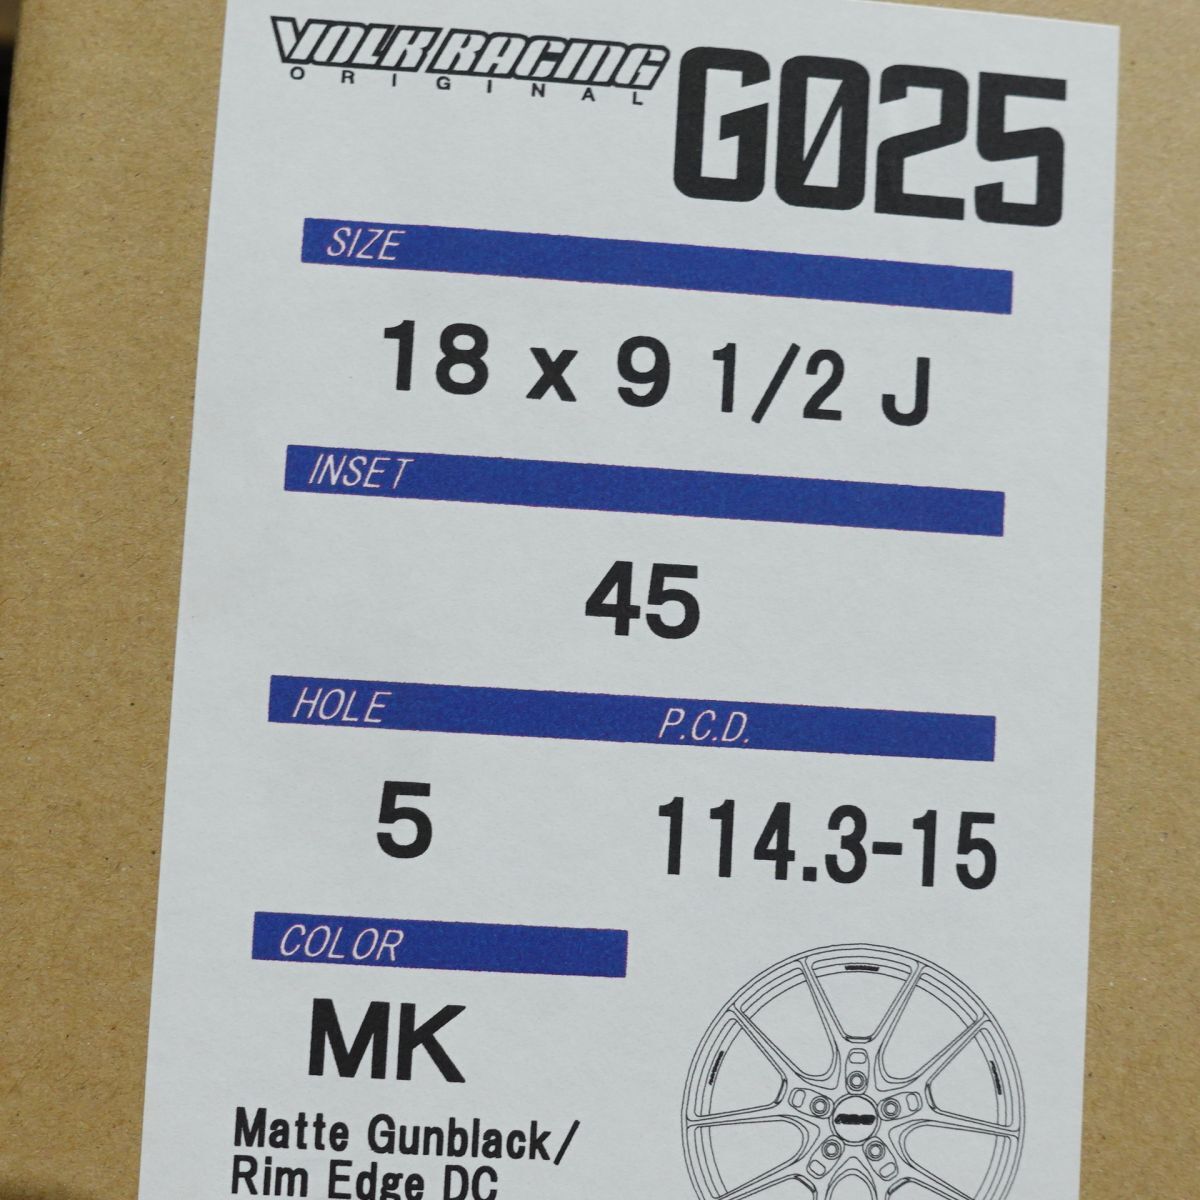 VOLK RACING
ORIGINAL
G025
SIZE
18 x 9 1/2 J
INSET
45
HOLE P.C.D.
5 114.3-15
COLOR
MK
Matte Gunblack/
Rim Edge DC
RAYS